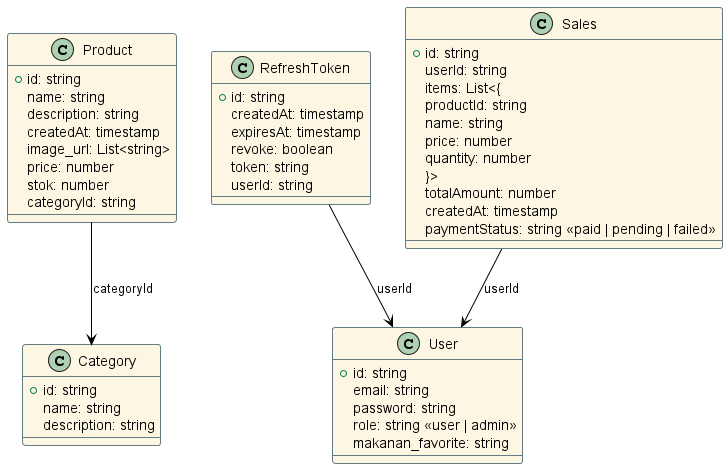 C Product
id: string
name: string
description: string
createdAt: timestamp
image_url: List<string>
price: number
stok: number
categoryId: string
C RefreshToken
id: string
createdAt: timestamp
expiresAt: timestamp
revoke: boolean
token: string
userId: string
C Sales
id: string
userId: string
items: List<{
productId: string
name: string
price: number
quantity: number
}>
totalAmount: number
createdAt: timestamp
paymentStatus: string «paid | pending | failed»
categoryId
userId
userId
C Category
id: string
name: string
description: string
C User
id: string
email: string
password: string
role: string «user | admin»
makanan_favorite: string